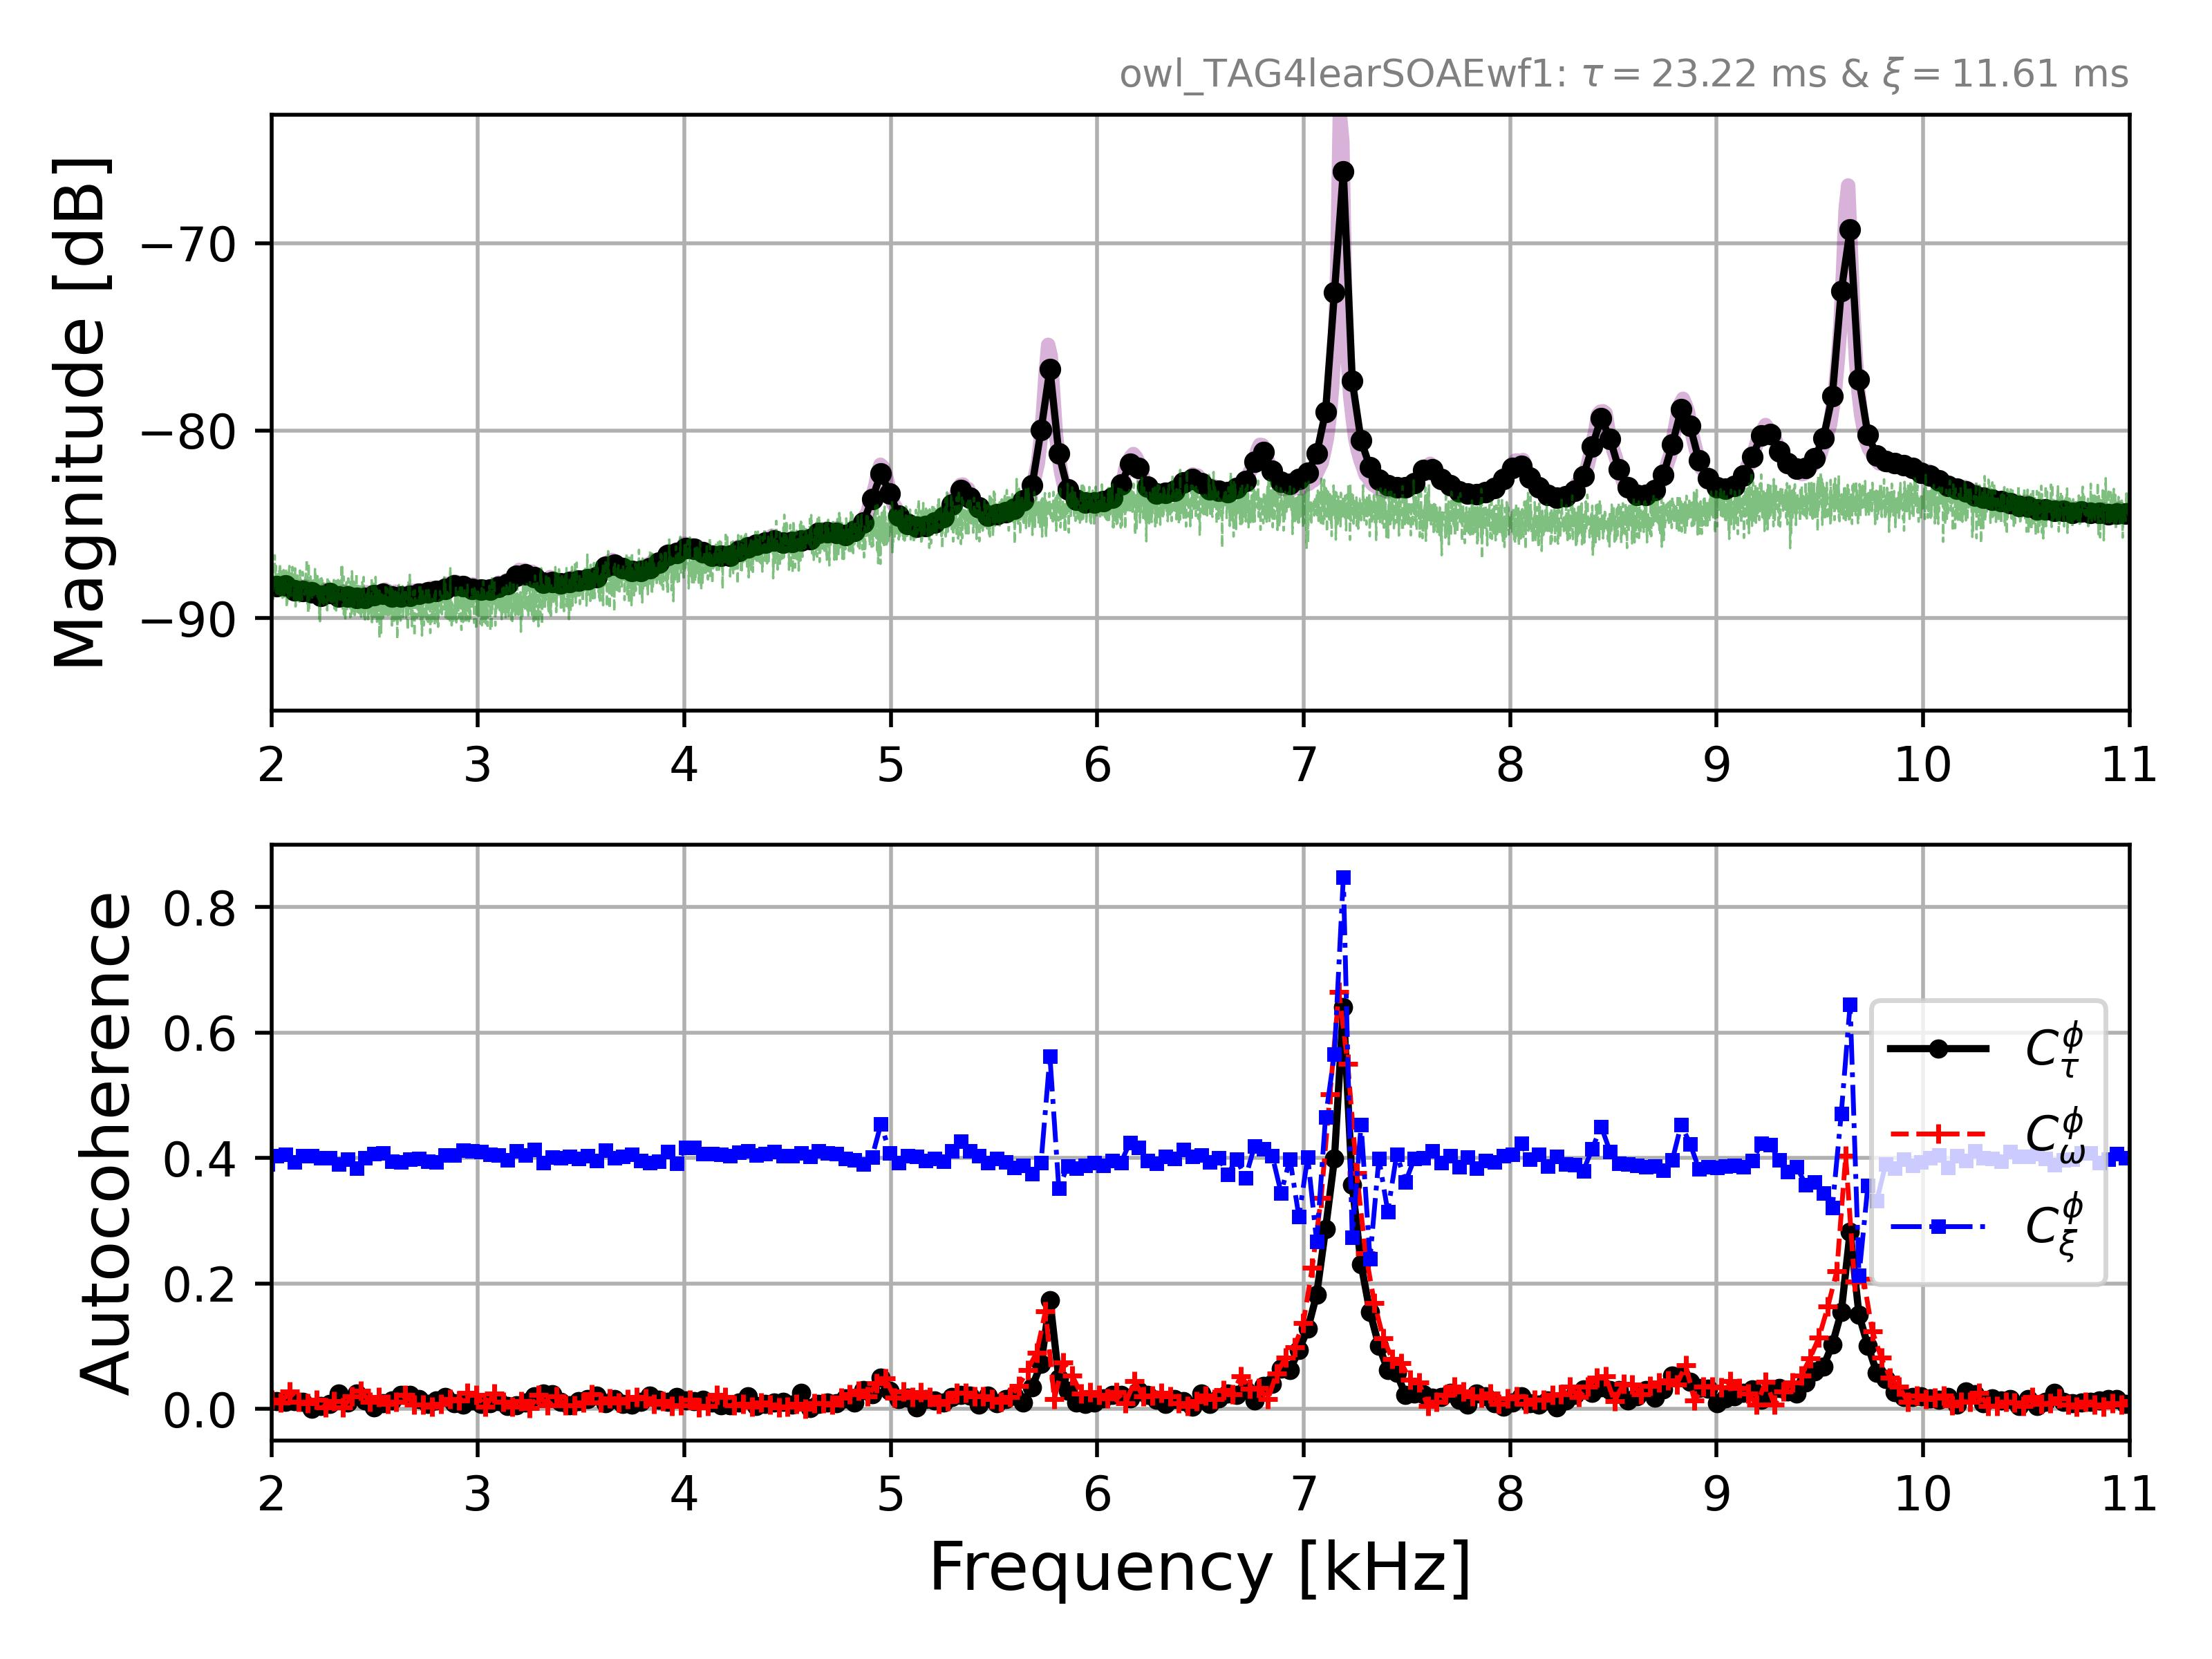 owl_TAG4learSOAEwf1: τ = 23.22 ms & ξ = 11.61 ms
Magnitude [dB]
−70
−80
−90
2 3 4 5 6 7 8 9 10 11
Autocoherence
0.8
0.6
0.4
0.2
0.0
C_τ^ϕ
C_ω^ϕ
C_ξ^ϕ
2 3 4 5 6 7 8 9 10 11
Frequency [kHz]